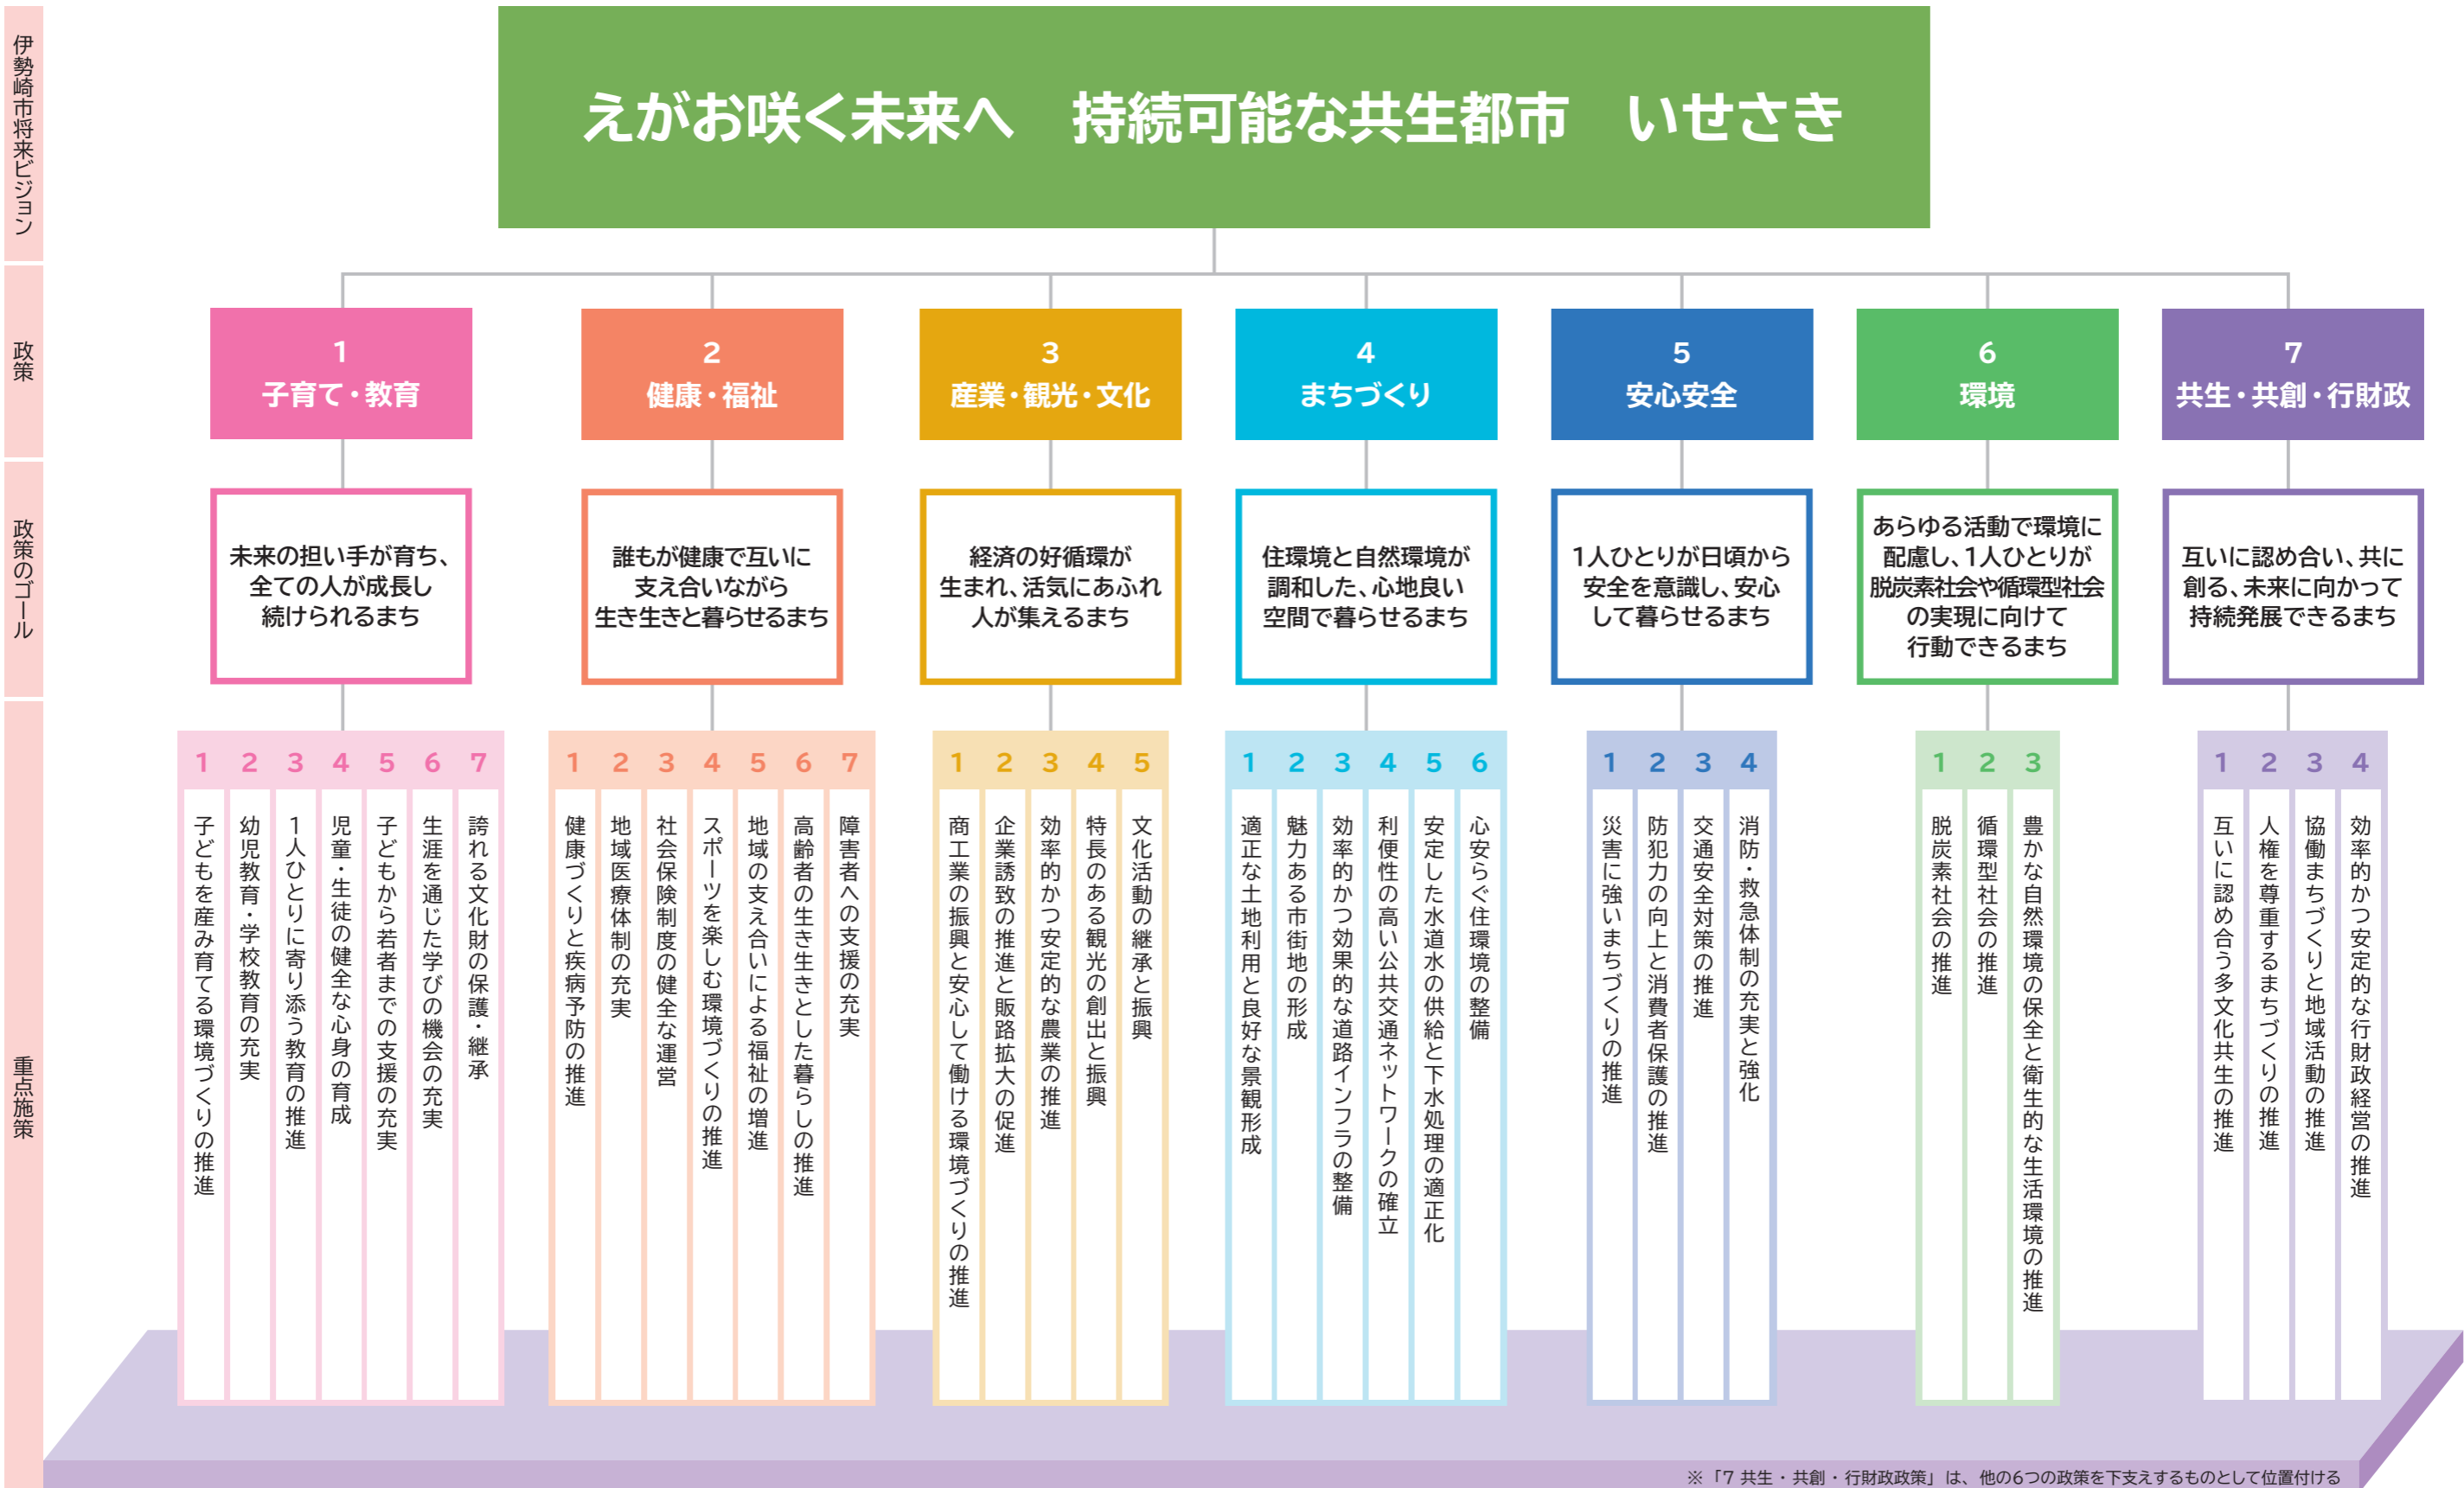 伊勢崎市将来ビジョン
えがお咲く未来へ　持続可能な共生都市　いせさき
政策
1
子育て・教育
2
健康・福祉
3
産業・観光・文化
4
まちづくり
5
安心安全
6
環境
7
共生・共創・行財政
政策のゴール
未来の担い手が育ち、
全ての人が成長し
続けられるまち
誰もが健康で互いに
支え合いながら
生き生きと暮らせるまち
経済の好循環が
生まれ、活気にあふれ
人が集えるまち
住環境と自然環境が
調和した、心地良い
空間で暮らせるまち
1人ひとりが日頃から
安全を意識し、安心
して暮らせるまち
あらゆる活動で環境に
配慮し、1人ひとりが
脱炭素社会や循環型社会
の実現に向けて
行動できるまち
互いに認め合い、共に
創る、未来に向かって
持続発展できるまち
重点施策
1
子どもを産み育てる環境づくりの推進
2
幼児教育・学校教育の充実
3
1人ひとりに寄り添う教育の推進
4
児童・生徒の健全な心身の育成
5
子どもから若者までの支援の充実
6
生涯を通じた学びの機会の充実
7
誇れる文化財の保護・継承
1
健康づくりと疾病予防の推進
2
地域医療体制の充実
3
社会保険制度の健全な運営
4
スポーツを楽しむ環境づくりの推進
5
地域の支え合いによる福祉の増進
6
高齢者の生き生きとした暮らしの推進
7
障害者への支援の充実
1
商工業の振興と安心して働ける環境づくりの推進
2
企業誘致の推進と販路拡大の促進
3
効率的かつ安定的な農業の推進
4
特長のある観光の創出と振興
5
文化活動の継承と振興
1
適正な土地利用と良好な景観形成
2
魅力ある市街地の形成
3
効率的かつ効果的な道路インフラの整備
4
利便性の高い公共交通ネットワークの確立
5
安定した水道水の供給と下水処理の適正化
6
心安らぐ住環境の整備
1
災害に強いまちづくりの推進
2
防犯力の向上と消費者保護の推進
3
交通安全対策の推進
4
消防・救急体制の充実と強化
1
脱炭素社会の推進
2
循環型社会の推進
3
豊かな自然環境の保全と衛生的な生活環境の推進
1
互いに認め合う多文化共生の推進
2
人権を尊重するまちづくりの推進
3
協働まちづくりと地域活動の推進
4
効率的かつ安定的な行財政経営の推進
※「7 共生・共創・行財政政策」は、他の6つの政策を下支えするものとして位置付ける